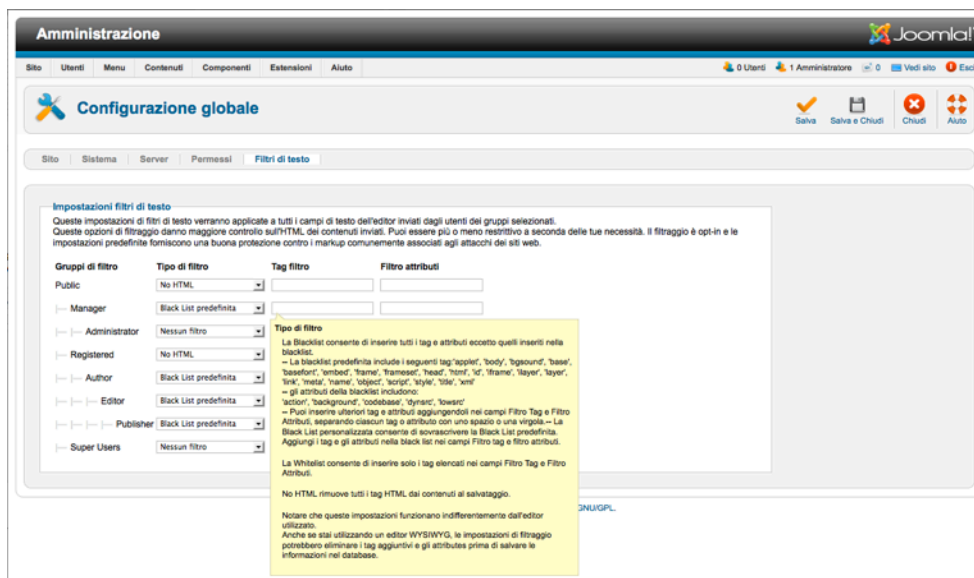 Amministrazione
Joomla!
Sito Utenti Menu Contenuti Componenti Estensioni Aiuto
0 Utenti 1 Amministratore 0 Vedi sito Esci
Configurazione globale
Salva Salva e Chiudi Chiudi Aiuto
Sito Sistema Server Permessi Filtri di testo
Impostazioni filtri di testo
Queste impostazioni di filtri di testo verranno applicate a tutti i campi di testo dell'editor inviati dagli utenti dei gruppi selezionati.
Queste opzioni di filtraggio danno maggiore controllo sull'HTML dei contenuti inviati. Puoi essere più o meno restrittivo a seconda delle tue necessità. Il filtraggio è opt-in e le
impostazioni predefinite forniscono una buona protezione contro i markup comunemente associati agli attacchi dei siti web.
Gruppi di filtro Tipo di filtro Tag filtro Filtro attributi
Public No HTML
|— Manager Black List predefinita
|— |— Administrator Nessun filtro
|— Registered No HTML
|— |— Author Black List predefinita
|— |— |— Editor Black List predefinita
|— |— |— |— Publisher Black List predefinita
|— Super Users Nessun filtro
Tipo di filtro
La Blacklist consente di inserire tutti i tag e attributi eccetto quelli inseriti nella
blacklist.
-- La blacklist predefinita include i seguenti tag:'applet', 'body', 'bgsound', 'base',
'basefont', 'embed', 'frame', 'frameset', 'head', 'html', 'id', 'iframe', 'ilayer', 'layer',
'link', 'meta', 'name', 'object', 'script', 'style', 'title', 'xml'
-- gli attributi della blacklist includono:
'action', 'background', 'codebase', 'dynsrc', 'lowsrc'
-- Puoi inserire ulteriori tag e attributi aggiungendoli nei campi Filtro Tag e Filtro
Attributi, separendo ciascun tag o attributo con uno spazio o una virgola.-- La
Black List personalizzata consente di sovrascrivere la Black List predefinita.
Aggiungi i tag e gli attributi nella black list nei campi Filtro tag e filtro attributi.
La Whitelist consente di inserire solo i tag elencati nei campi Filtro Tag e Filtro
Attributi.
No HTML rimuove tutti i tag HTML dai contenuti al salvataggio.
Notare che queste impostazioni funzionano indifferentemente dall'editor
utilizzato.
Anche se stai utilizzando un editor WYSIWYG, le impostazioni di filtraggio
potrebbero eliminare i tag aggiuntivi e gli attributes prima di salvare le
informazioni nel database.
GNU/GPL.